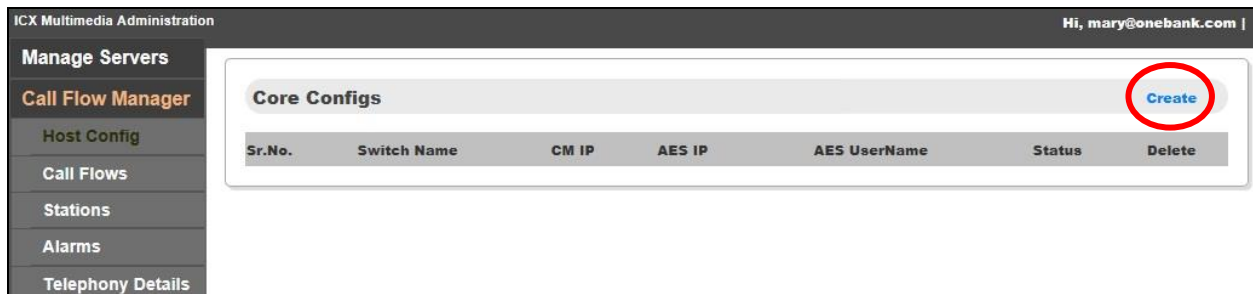 ICX Multimedia Administration
Hi, mary@onebank.com |
Manage Servers
Call Flow Manager
Host Config
Call Flows
Stations
Alarms
Telephony Details
Core Configs
Create
Sr.No. Switch Name CM IP AES IP AES UserName Status Delete